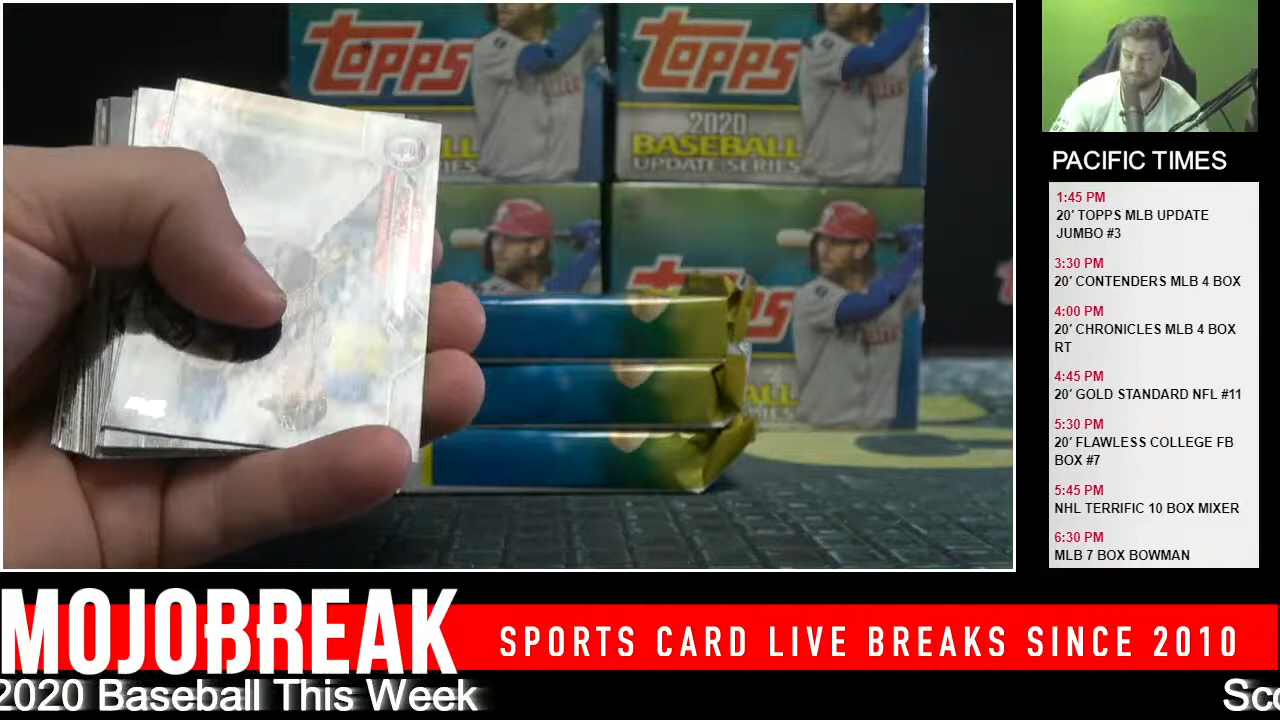 TOPPS
TOPPS
2020
BASEBALL
UPDATE SERIES
PACIFIC TIMES
1:45 PM
20' TOPPS MLB UPDATE
JUMBO #3
3:30 PM
20' CONTENDERS MLB 4 BOX
4:00 PM
20' CHRONICLES MLB 4 BOX
RT
4:45 PM
20' GOLD STANDARD NFL #11
5:30 PM
20' FLAWLESS COLLEGE FB
BOX #7
5:45 PM
NHL TERRIFIC 10 BOX MIXER
6:30 PM
MLB 7 BOX BOWMAN
MOJOBREAK
SPORTS CARD LIVE BREAKS SINCE 2010
2020 Baseball This Week
Sco